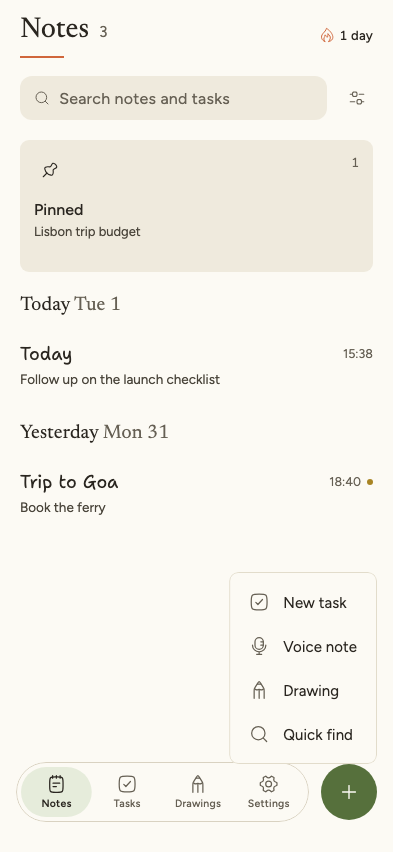 Notes 3
1 day
Search notes and tasks
1
Pinned
Lisbon trip budget
Today Tue 1
Today 15:38
Follow up on the launch checklist
Yesterday Mon 31
Trip to Goa 18:40
Book the ferry
New task
Voice note
Drawing
Quick find
Notes Tasks Drawings Settings